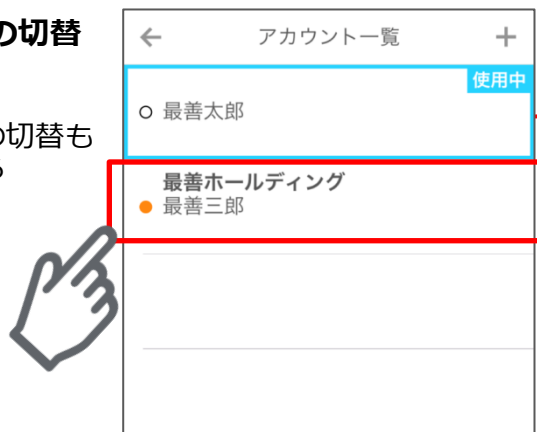 の切替
の切替も
← アカウント一覧 +
使用中
最善太郎
最善ホールディング
最善三郎